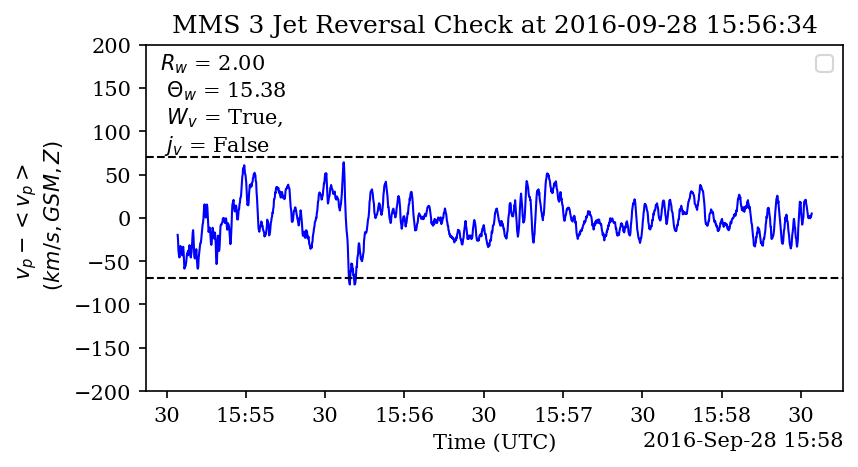 MMS 3 Jet Reversal Check at 2016-09-28 15:56:34
R_w = 2.00
Θ_w = 15.38
W_v = True,
j_v = False
v_p − < v_p >
(km/s, GSM, Z)
200
150
100
50
0
−50
−100
−150
−200
30 15:55 30 15:56 30 15:57 30 15:58 30
Time (UTC)
2016-Sep-28 15:58